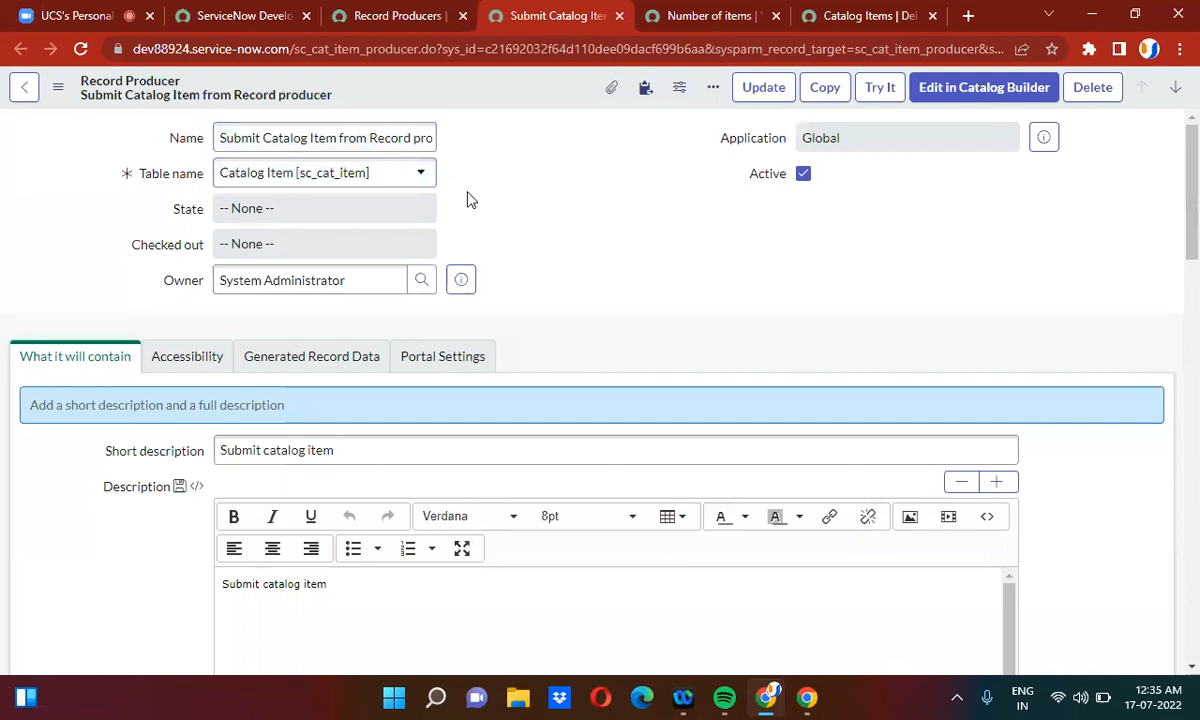 UCS's Personal
ServiceNow Develo
Record Producers |
Submit Catalog Iter
Number of items |
Catalog Items | De
dev88924.service-now.com/sc_cat_item_producer.do?sys_id=c21692032f64d110dee09dacf699b6aa&sysparm_record_target=sc_cat_item_producer&s...
Record Producer
Submit Catalog Item from Record producer
Update
Copy
Try It
Edit in Catalog Builder
Delete
Name
Submit Catalog Item from Record pro
Application
Global
* Table name
Catalog Item [sc_cat_item]
Active
State
-- None --
Checked out
-- None --
Owner
System Administrator
What it will contain
Accessibility
Generated Record Data
Portal Settings
Add a short description and a full description
Short description
Submit catalog item
Description
B I U
Verdana
8pt
A
A
Submit catalog item
ENG
IN
12:35 AM
17-07-2022